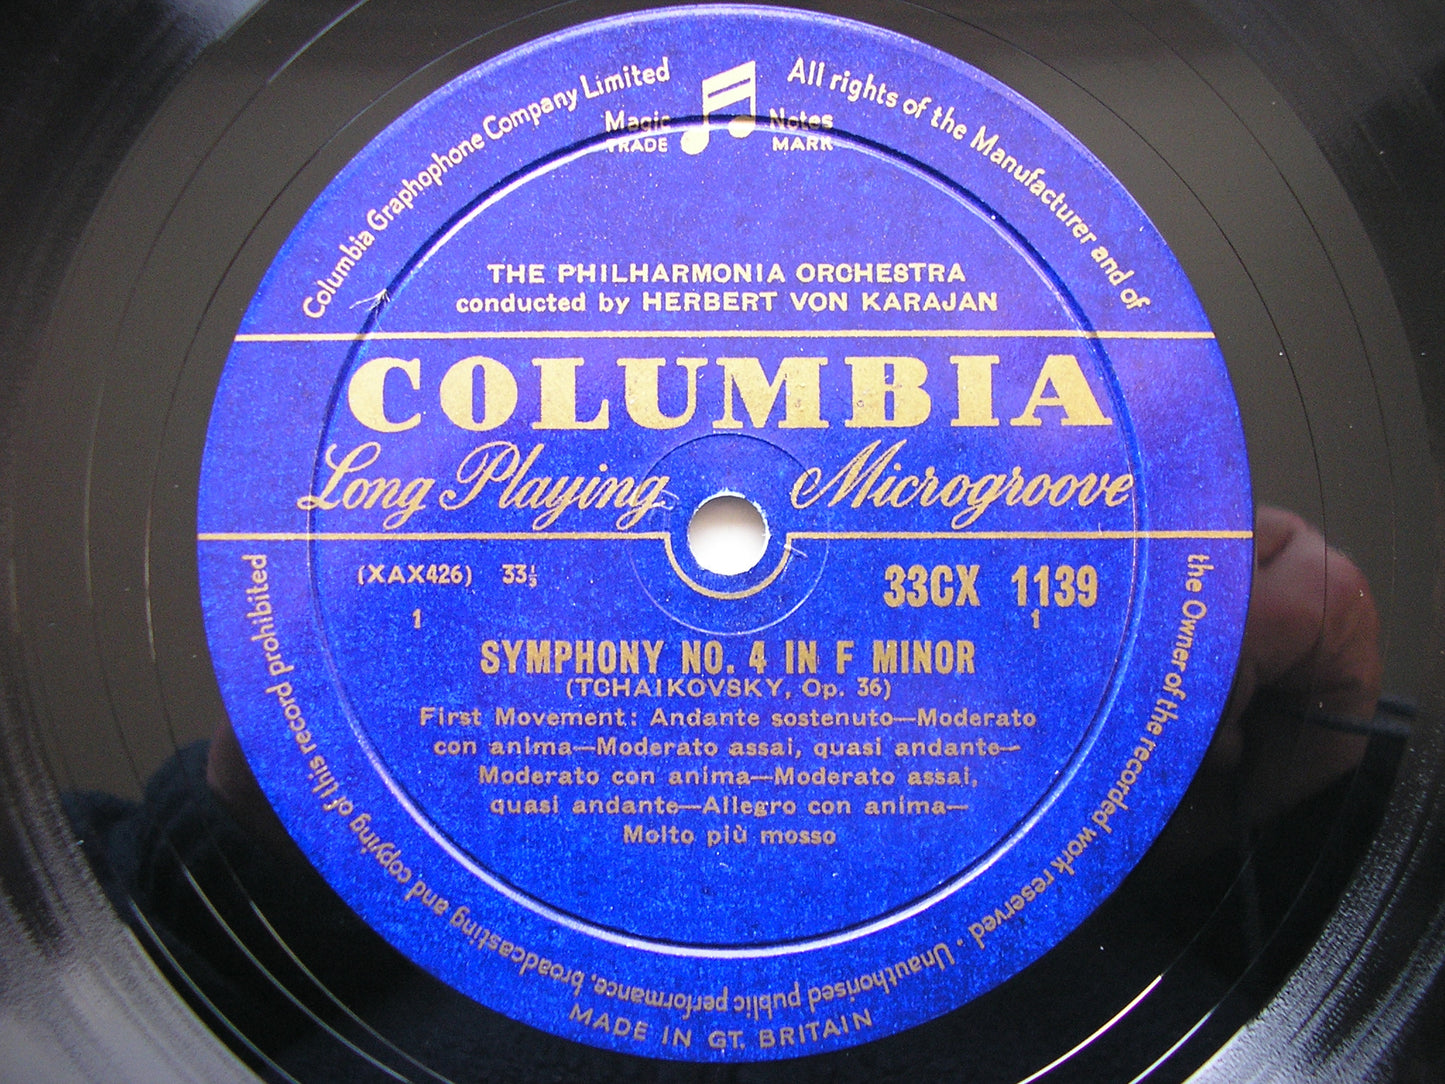 Columbia Graphophone Company Limited
Magic Notes
TRADE MARK
All rights of the Manufacturer and of
the Owner of the recorded work reserved. Unauthorised public performance, broadcasting and copying of this record prohibited
THE PHILHARMONIA ORCHESTRA
conducted by HERBERT VON KARAJAN
COLUMBIA
Long Playing Microgroove
(XAX426) 33⅓ 33CX 1139
1 1
SYMPHONY NO. 4 IN F MINOR
(TCHAIKOVSKY, Op. 36)
First Movement: Andante sostenuto—Moderato
con anima—Moderato assai, quasi andante—
Moderato con anima—Moderato assai,
quasi andante—Allegro con anima—
Molto più mosso
MADE IN GT. BRITAIN